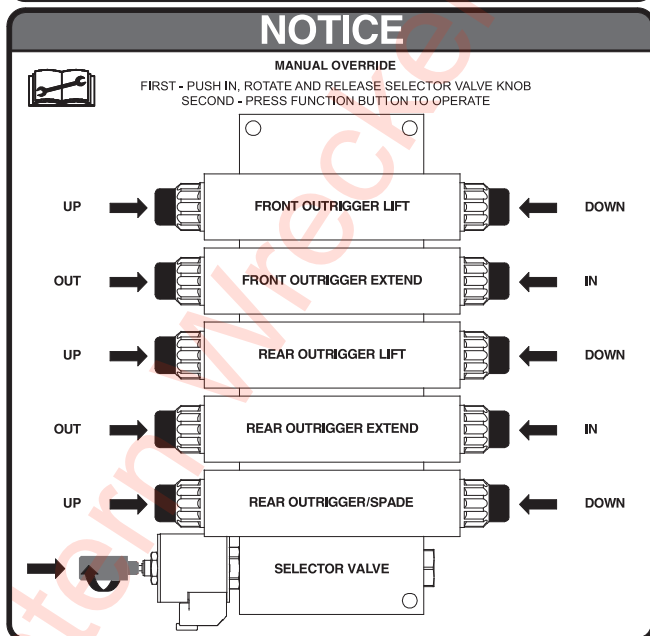 NOTICE
MANUAL OVERRIDE
FIRST - PUSH IN, ROTATE AND RELEASE SELECTOR VALVE KNOB
SECOND - PRESS FUNCTION BUTTON TO OPERATE
UP FRONT OUTRIGGER LIFT DOWN
OUT FRONT OUTRIGGER EXTEND IN
UP REAR OUTRIGGER LIFT DOWN
OUT REAR OUTRIGGER EXTEND IN
UP REAR OUTRIGGER/SPADE DOWN
SELECTOR VALVE
tern Wrecker